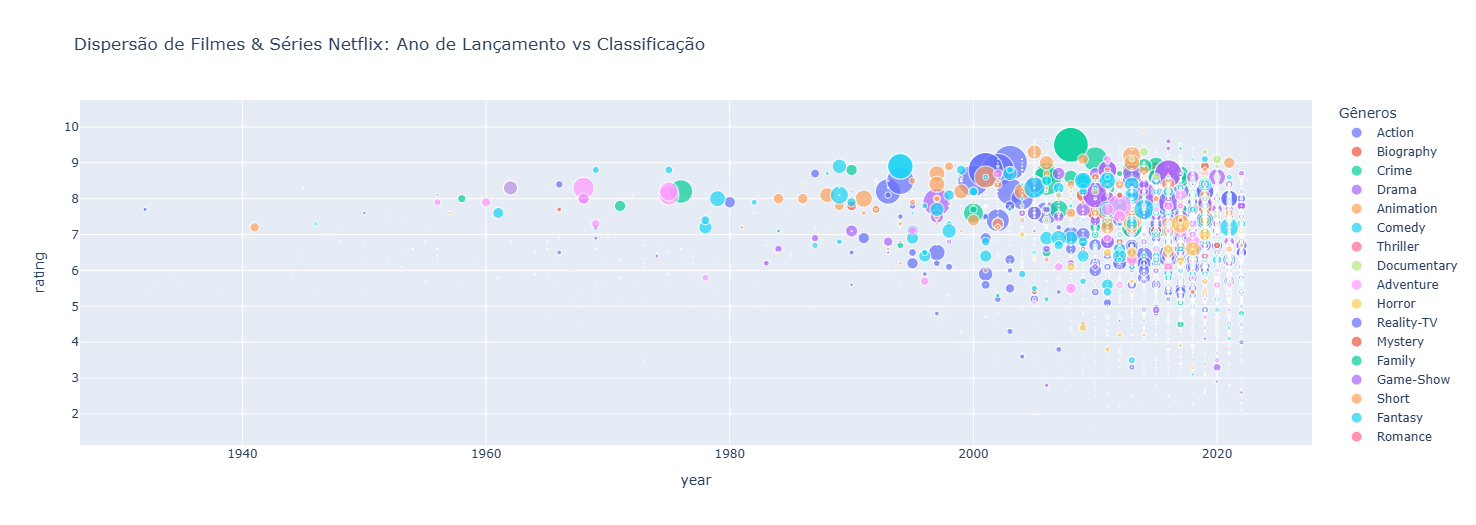 Dispersão de Filmes & Séries Netflix: Ano de Lançamento vs Classificação
Gêneros
Action
Biography
Crime
Drama
Animation
Comedy
Thriller
Documentary
Adventure
Horror
Reality-TV
Mystery
Family
Game-Show
Short
Fantasy
Romance
rating
10
9
8
7
6
5
4
3
2
1940
1960
1980
2000
2020
year